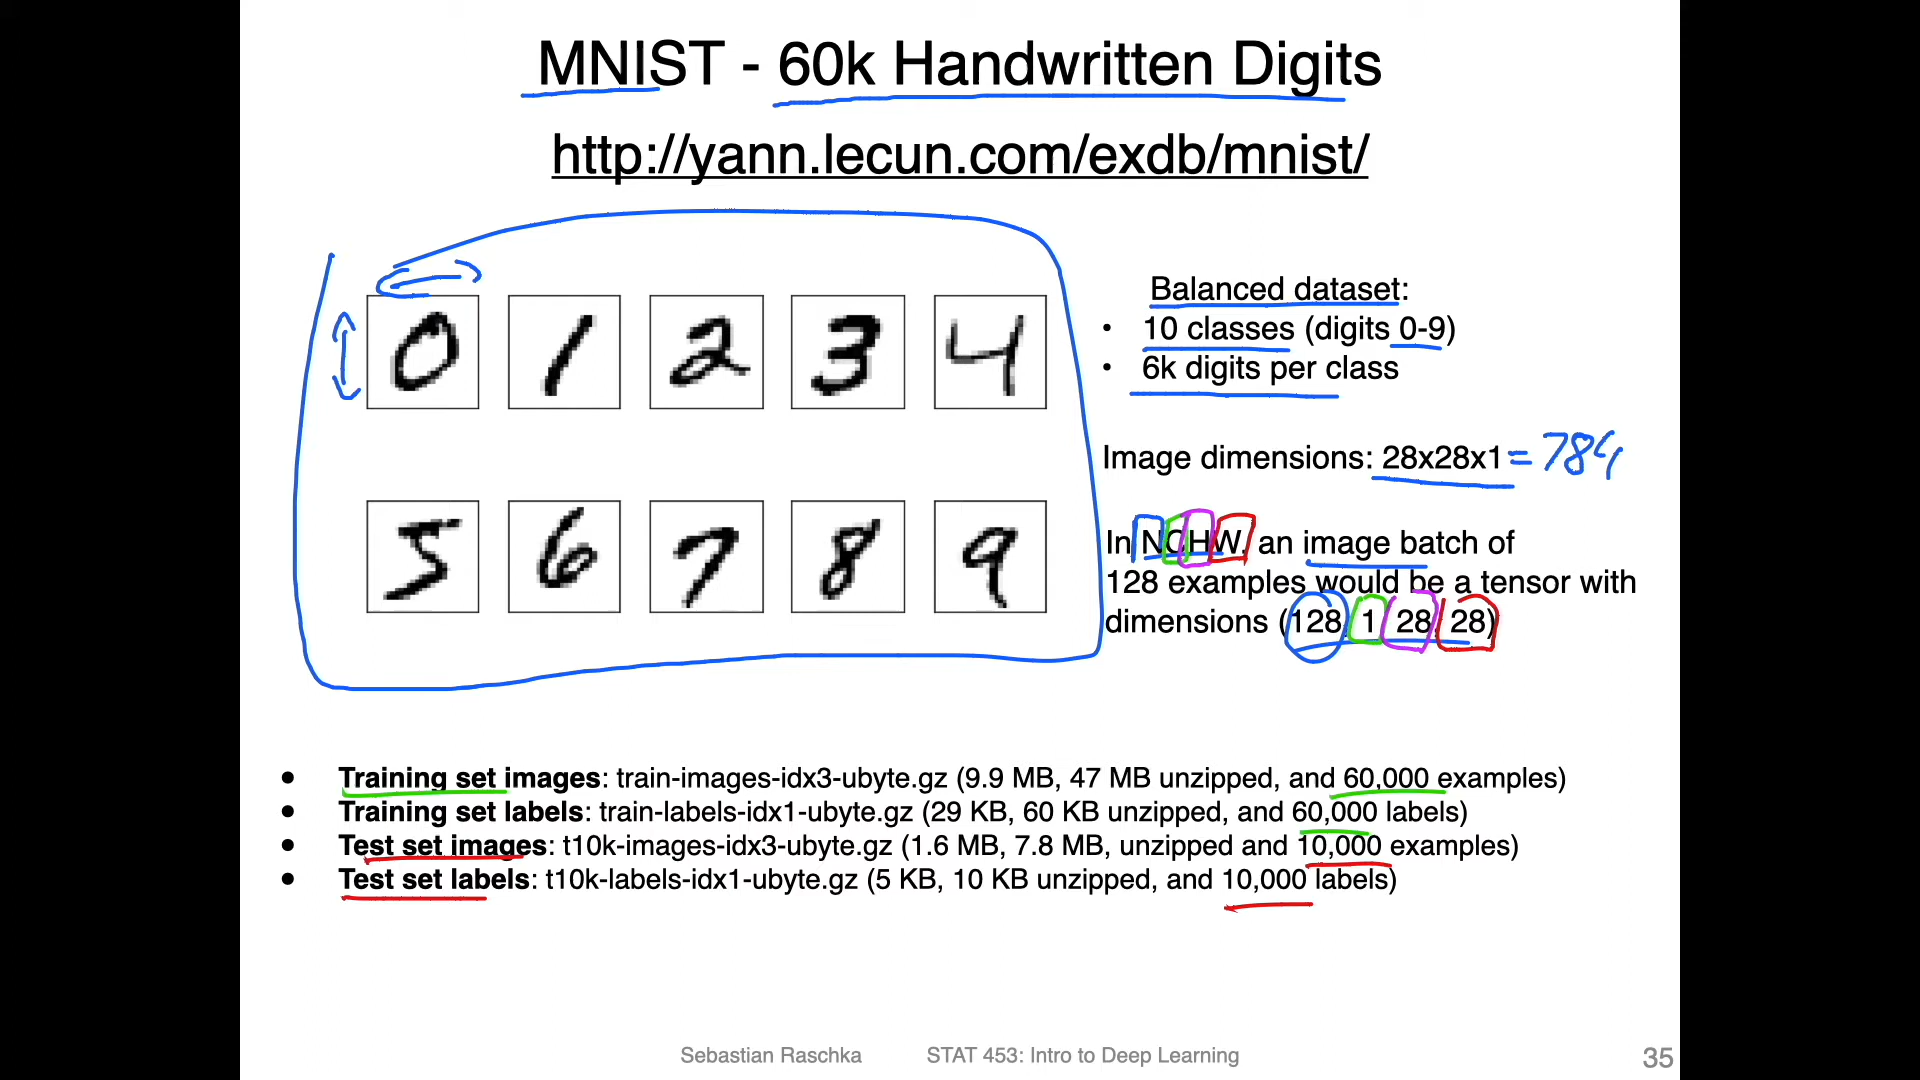 MNIST - 60k Handwritten Digits
http://yann.lecun.com/exdb/mnist/
0 1 2 3 4
5 6 7 8 9
Balanced dataset:
• 10 classes (digits 0-9)
• 6k digits per class
Image dimensions: 28x28x1 = 784
In NCHW, an image batch of
128 examples would be a tensor with
dimensions (128, 1, 28, 28)
• Training set images: train-images-idx3-ubyte.gz (9.9 MB, 47 MB unzipped, and 60,000 examples)
• Training set labels: train-labels-idx1-ubyte.gz (29 KB, 60 KB unzipped, and 60,000 labels)
• Test set images: t10k-images-idx3-ubyte.gz (1.6 MB, 7.8 MB, unzipped and 10,000 examples)
• Test set labels: t10k-labels-idx1-ubyte.gz (5 KB, 10 KB unzipped, and 10,000 labels)
Sebastian Raschka STAT 453: Intro to Deep Learning 35